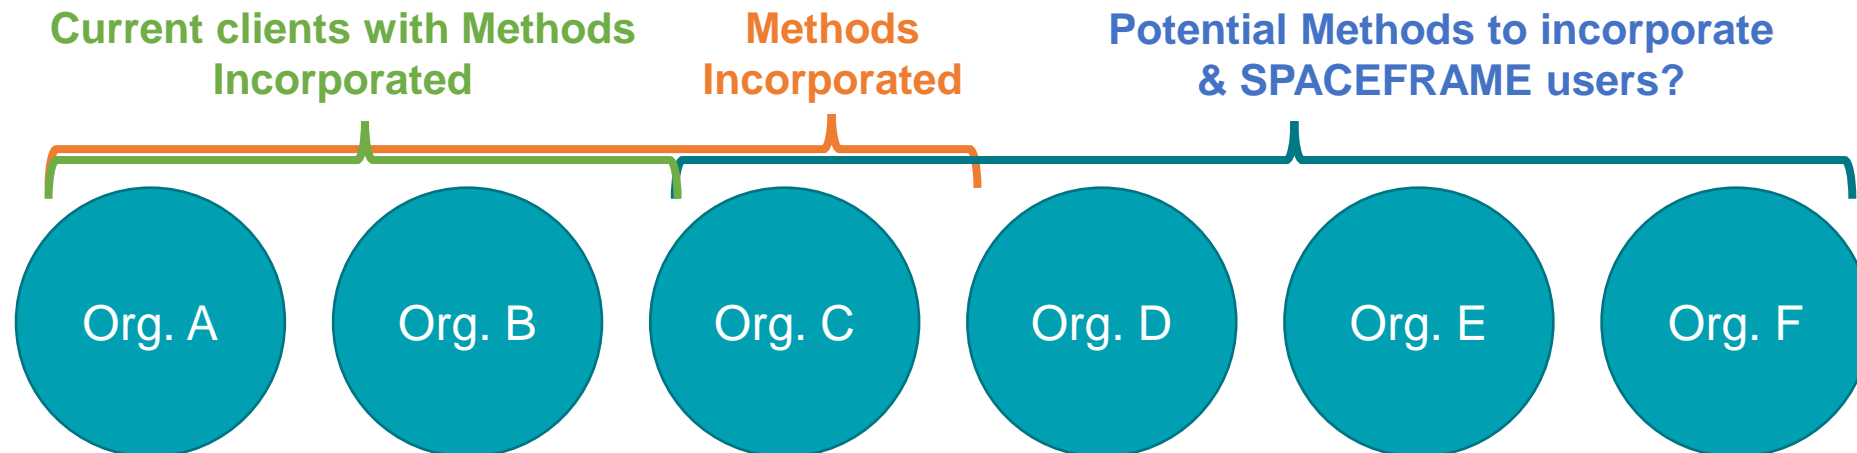 Current clients with Methods
Incorporated
Methods
Incorporated
Potential Methods to incorporate
& SPACEFRAME users?
Org. A
Org. B
Org. C
Org. D
Org. E
Org. F